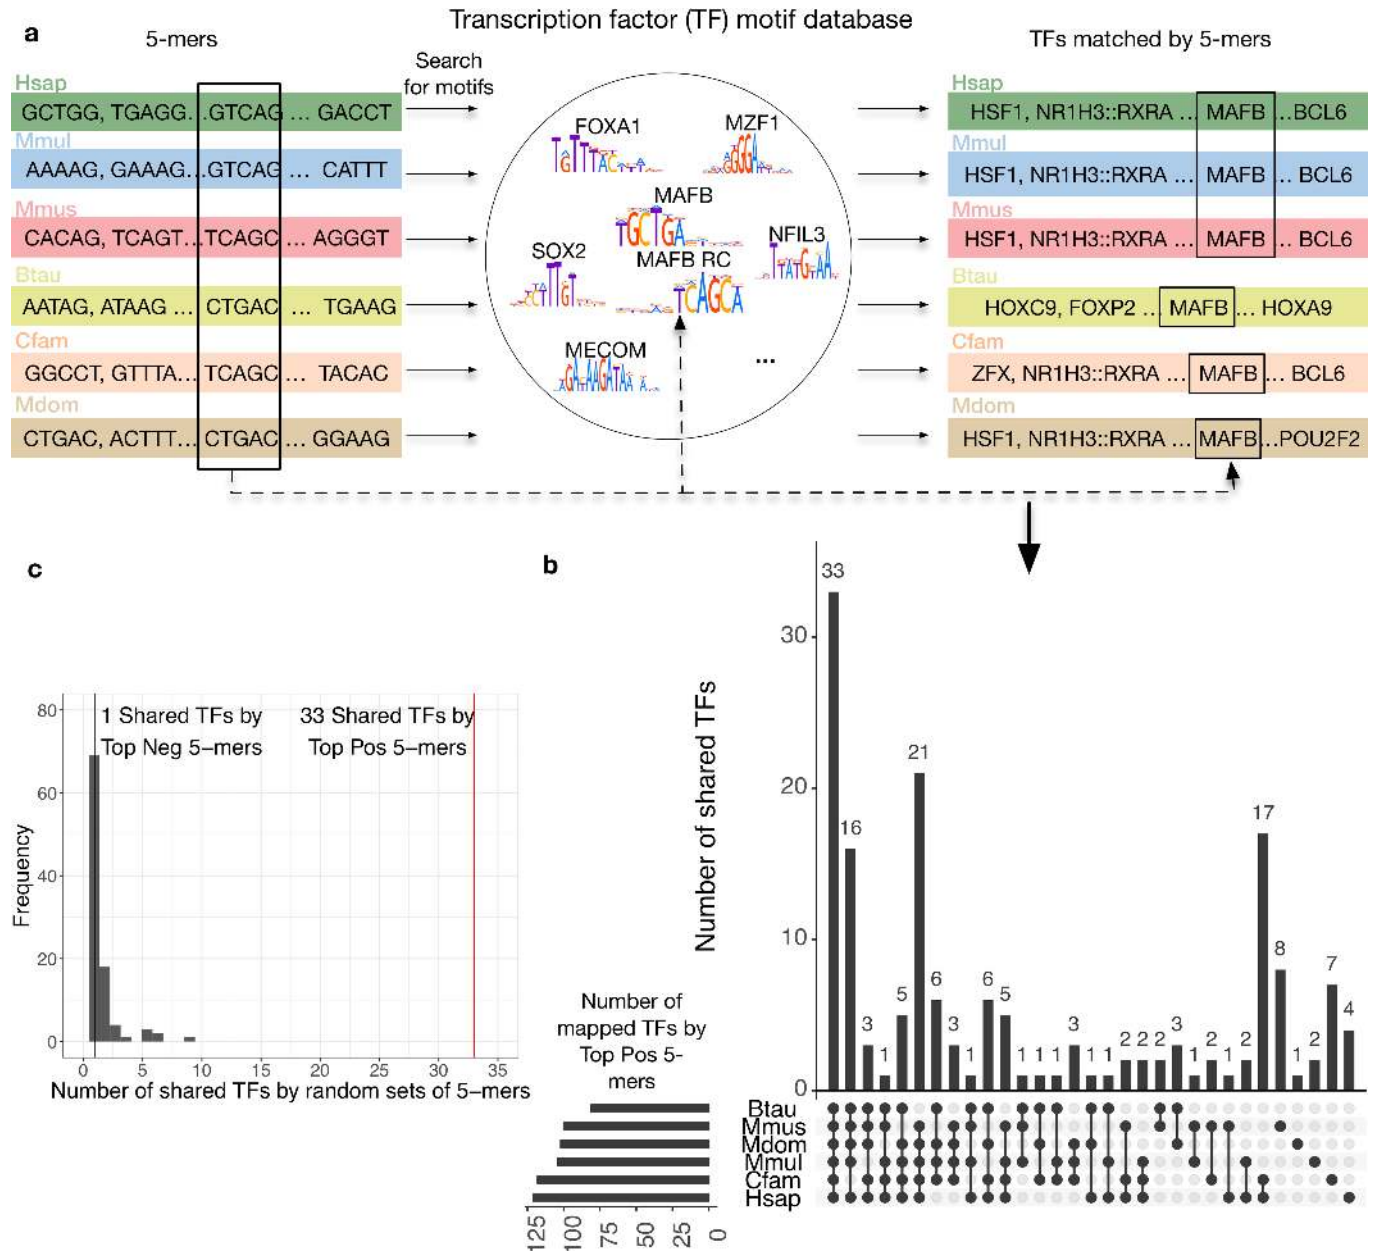 a
Transcription factor (TF) motif database
5-mers
TFs matched by 5-mers
Search
for motifs
Hsap
GCTGG, TGAGG...GTCAG ... GACCT
Mmul
AAAAG, GAAAG...GTCAG ... CATTT
Mmus
CACAG, TCAGT...TCAGC ... AGGGT
Btau
AATAG, ATAAG ... CTGAC ... TGAAG
Cfam
GGCCT, GTTTA... TCAGC ... TACAC
Mdom
CTGAC, ACTTT... CTGAC ... GGAAG
FOXA1
MZF1
MAFB
TGCTGA
SOX2
MAFB RC
TCAGCA
NFIL3
MECOM
...
Hsap
HSF1, NR1H3::RXRA ... MAFB ...BCL6
Mmul
HSF1, NR1H3::RXRA ... MAFB ... BCL6
Mmus
HSF1, NR1H3::RXRA ... MAFB ... BCL6
Btau
HOXC9, FOXP2 ... MAFB ... HOXA9
Cfam
ZFX, NR1H3::RXRA ... MAFB ... BCL6
Mdom
HSF1, NR1H3::RXRA ... MAFB ...POU2F2
c
1 Shared TFs by
Top Neg 5-mers
33 Shared TFs by
Top Pos 5-mers
Frequency
80
60
40
20
0
0 5 10 15 20 25 30 35
Number of shared TFs by random sets of 5-mers
b
Number of shared TFs
30
20
10
0
33 16 3 1 5 21 6 3 1 6 5 1 1 1 3 1 1 2 2 2 3 1 2 1 2 17 8 1 2 7 4
Number of
mapped TFs by
Top Pos 5-
mers
Btau
Mmus
Mdom
Mmul
Cfam
Hsap
125 100 75 50 25 0